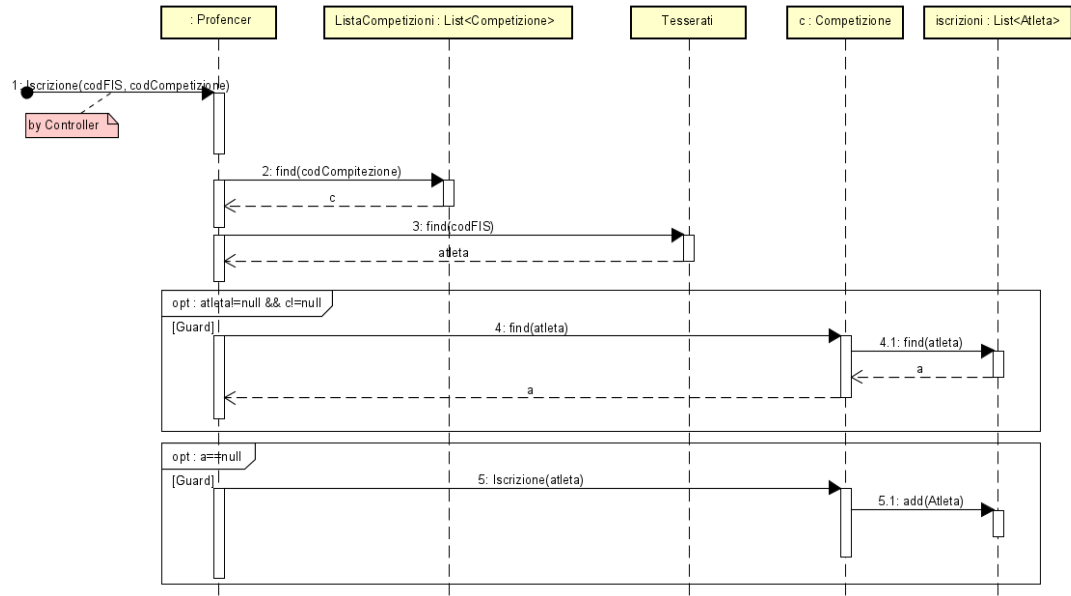 : Profencer
ListaCompetizioni : List<Competizione>
Tesserati
c : Competizione
iscrizioni : List<Atleta>
1: Iscrizione(codFIS, codCompetizione)
by Controller
2: find(codCompitezione)
c
3: find(codFIS)
atleta
opt : atleta!=null && c!=null
[Guard]
4: find(atleta)
4.1: find(atleta)
a
a
opt : a==null
[Guard]
5: Iscrizione(atleta)
5.1: add(Atleta)